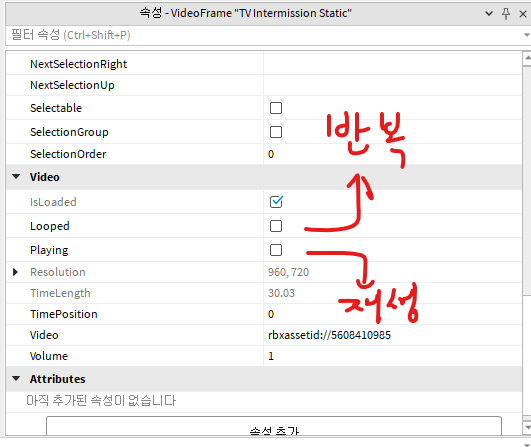 속성 - VideoFrame "TV Intermission Static"
필터 속성 (Ctrl+Shift+P)
NextSelectionRight
NextSelectionUp
Selectable
SelectionGroup
SelectionOrder 0
반복
Video
IsLoaded
Looped
Playing
Resolution 960, 720
TimeLength 30.03
재생
TimePosition 0
Video rbxassetid://5608410985
Volume 1
Attributes
아직 추가된 속성이 없습니다
속성 추가